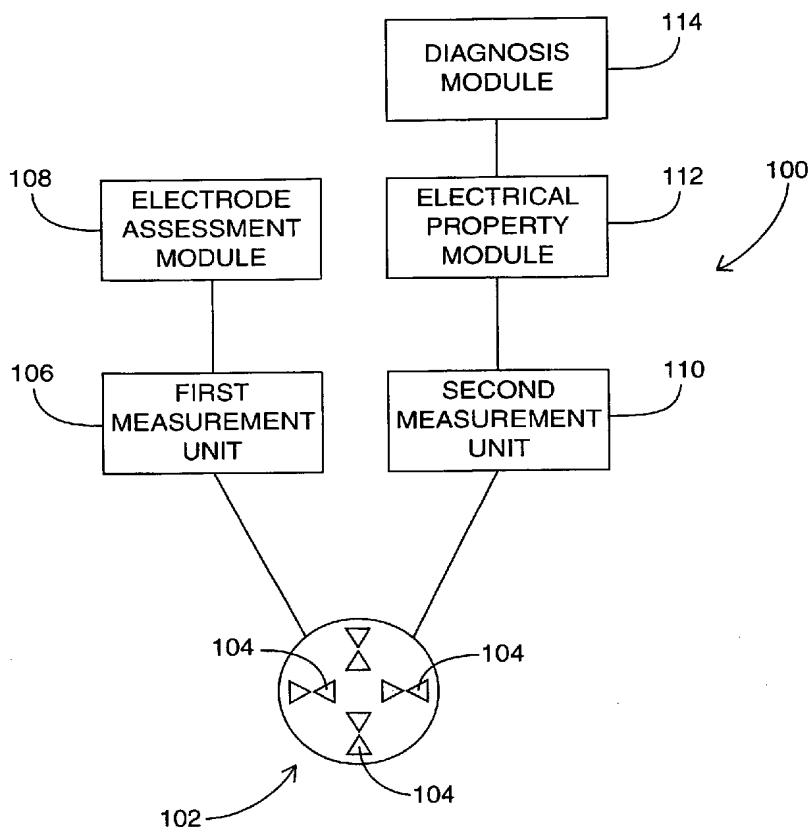 114
DIAGNOSIS
MODULE
108
ELECTRODE
ASSESSMENT
MODULE
ELECTRICAL
PROPERTY
MODULE
112
100
106
FIRST
MEASUREMENT
UNIT
SECOND
MEASUREMENT
UNIT
110
104
104
104
102